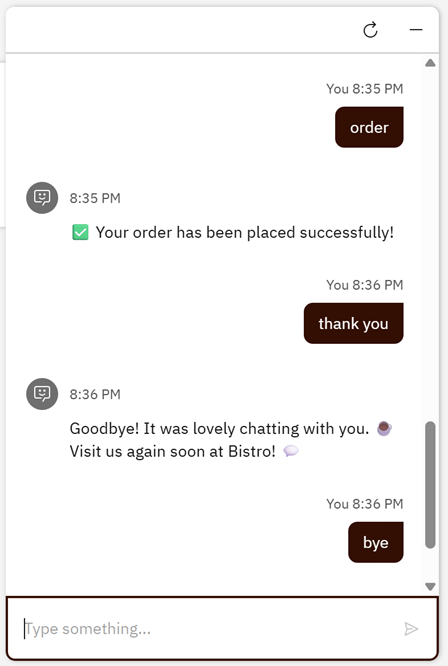 You 8:35 PM
order
8:35 PM
✅ Your order has been placed successfully!
You 8:36 PM
thank you
8:36 PM
Goodbye! It was lovely chatting with you. ☕
Visit us again soon at Bistro! 💬
You 8:36 PM
bye
Type something...